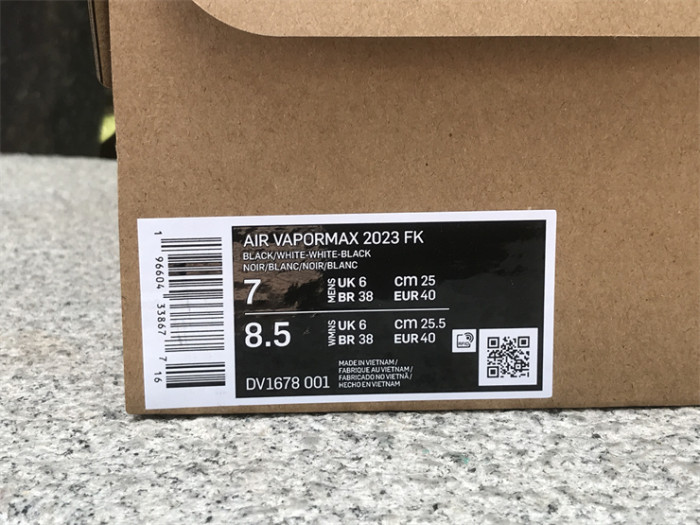 AIR VAPORMAX 2023 FK
BLACK/WHITE-WHITE-BLACK
NOIR/BLANC/NOIR/BLANC
7 MENS UK 6 CM 25
BR 38 EUR 40
8.5 WMNS UK 6 CM 25.5
BR 38 EUR 40
DV1678 001
MADE IN VIETNAM /
FABRIQUE AU VIETNAM /
FABRICADO NO VIETNÃ /
HECHO EN VIETNAM
1 96604 33867 7 16